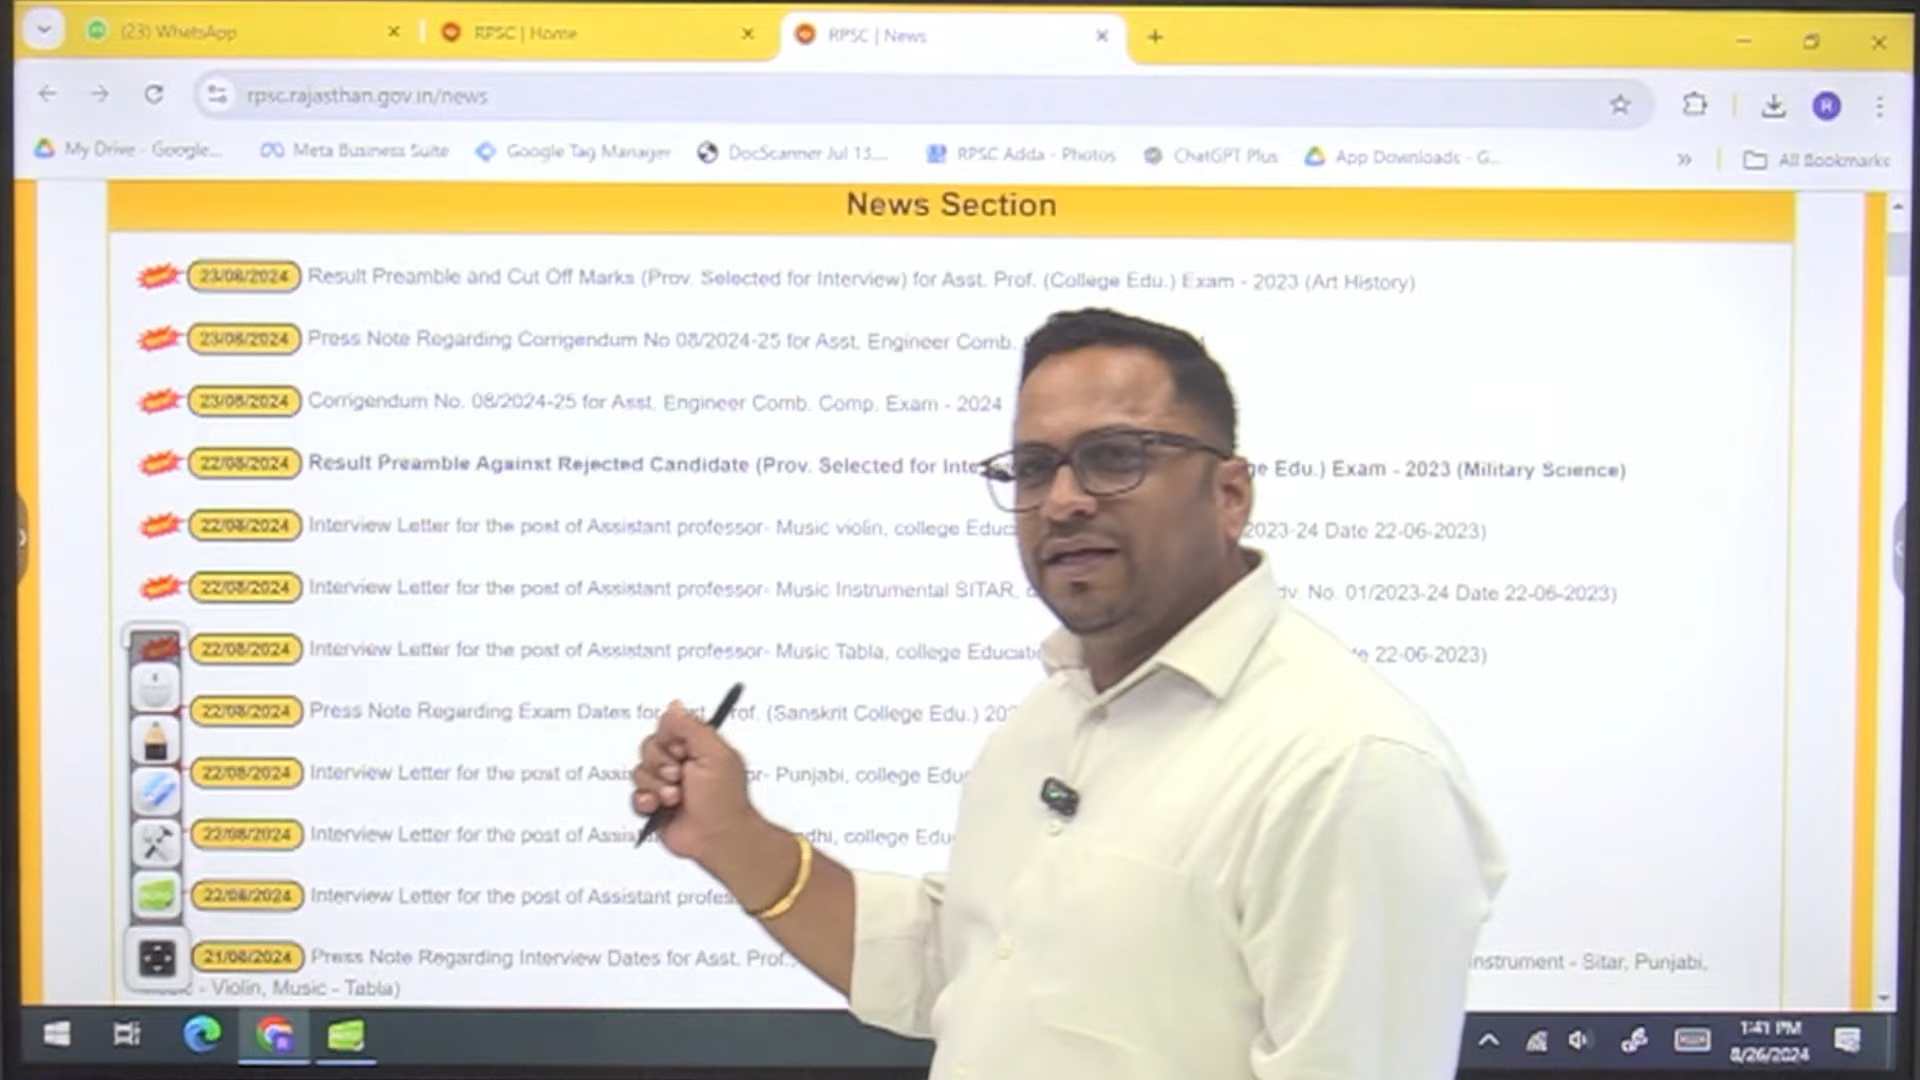 (23) WhatsApp
RPSC | Home
RPSC | News
rpsc.rajasthan.gov.in/news
My Drive - Google...
Meta Business Suite
Google Tag Manager
DocScanner Jul 13,...
RPSC Adda - Photos
ChatGPT Plus
App Downloads - G...
All Bookmarks
News Section
23/08/2024 Result Preamble and Cut Off Marks (Prov. Selected for Interview) for Asst. Prof. (College Edu.) Exam - 2023 (Art History)
23/08/2024 Press Note Regarding Corrigendum No 08/2024-25 for Asst. Engineer Comb.
23/08/2024 Corrigendum No. 08/2024-25 for Asst. Engineer Comb. Comp. Exam - 2024
22/08/2024 Result Preamble Against Rejected Candidate (Prov. Selected for Edu.) Exam - 2023 (Military Science)
22/08/2024 Interview Letter for the post of Assistant professor- Music violin, college 2023-24 Date 22-06-2023)
22/08/2024 Interview Letter for the post of Assistant professor- Music Instrumental SITAR, No. 01/2023-24 Date 22-06-2023)
22/08/2024 Interview Letter for the post of Assistant professor- Music Tabla, college 22-06-2023)
22/08/2024 Press Note Regarding Exam Dates for (Sanskrit College Edu.)
22/08/2024 Interview Letter for the post of Punjabi, college
22/08/2024 Interview Letter for the post of college
22/08/2024 Interview Letter for the post of Assistant
21/08/2024 Press Note Regarding Interview Dates for Asst. Prof., Instrument - Sitar, Punjabi,
- Violin, Music - Tabla)
1:41 PM
8/26/2024